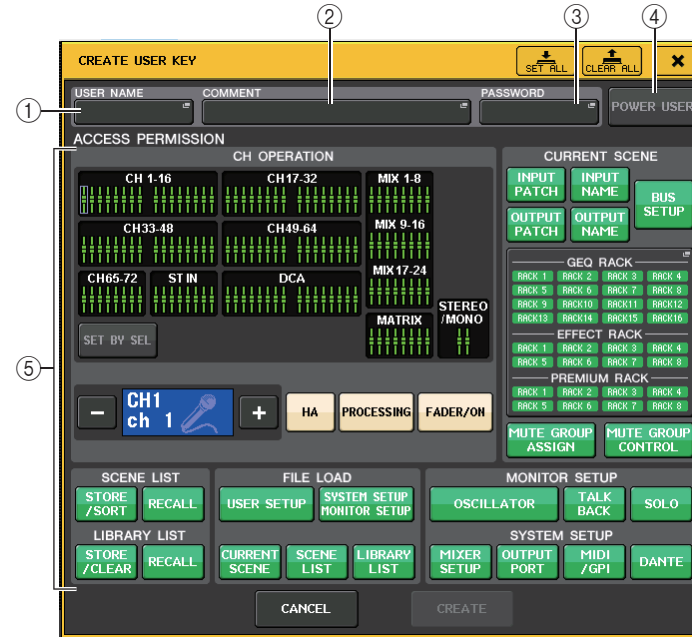 ② ③ ④
CREATE USER KEY
SET ALL
CLEAR ALL
①
USER NAME
COMMENT
PASSWORD
POWER USER
⑤
ACCESS PERMISSION
CH OPERATION
CH 1-16
CH17-32
MIX 1-8
CH33-48
CH49-64
MIX 9-16
CH65-72
ST IN
DCA
MIX17-24
SET BY SEL
MATRIX
STEREO
/MONO
CH1
ch 1
HA
PROCESSING
FADER/ON
CURRENT SCENE
INPUT
PATCH
INPUT
NAME
BUS
SETUP
OUTPUT
PATCH
OUTPUT
NAME
GEQ RACK
RACK 1 RACK 2 RACK 3 RACK 4
RACK 5 RACK 6 RACK 7 RACK 8
RACK 9 RACK10 RACK11 RACK12
RACK13 RACK14 RACK15 RACK16
EFFECT RACK
RACK 1 RACK 2 RACK 3 RACK 4
RACK 5 RACK 6 RACK 7 RACK 8
PREMIUM RACK
RACK 1 RACK 2 RACK 3 RACK 4
RACK 5 RACK 6 RACK 7 RACK 8
MUTE GROUP
ASSIGN
MUTE GROUP
CONTROL
SCENE LIST
STORE
/SORT
RECALL
LIBRARY LIST
STORE
/CLEAR
RECALL
FILE LOAD
USER SETUP
SYSTEM SETUP
MONITOR SETUP
CURRENT
SCENE
SCENE
LIST
LIBRARY
LIST
MONITOR SETUP
OSCILLATOR
TALK
BACK
SOLO
SYSTEM SETUP
MIXER
SETUP
OUTPUT
PORT
MIDI
/GPI
DANTE
CANCEL
CREATE